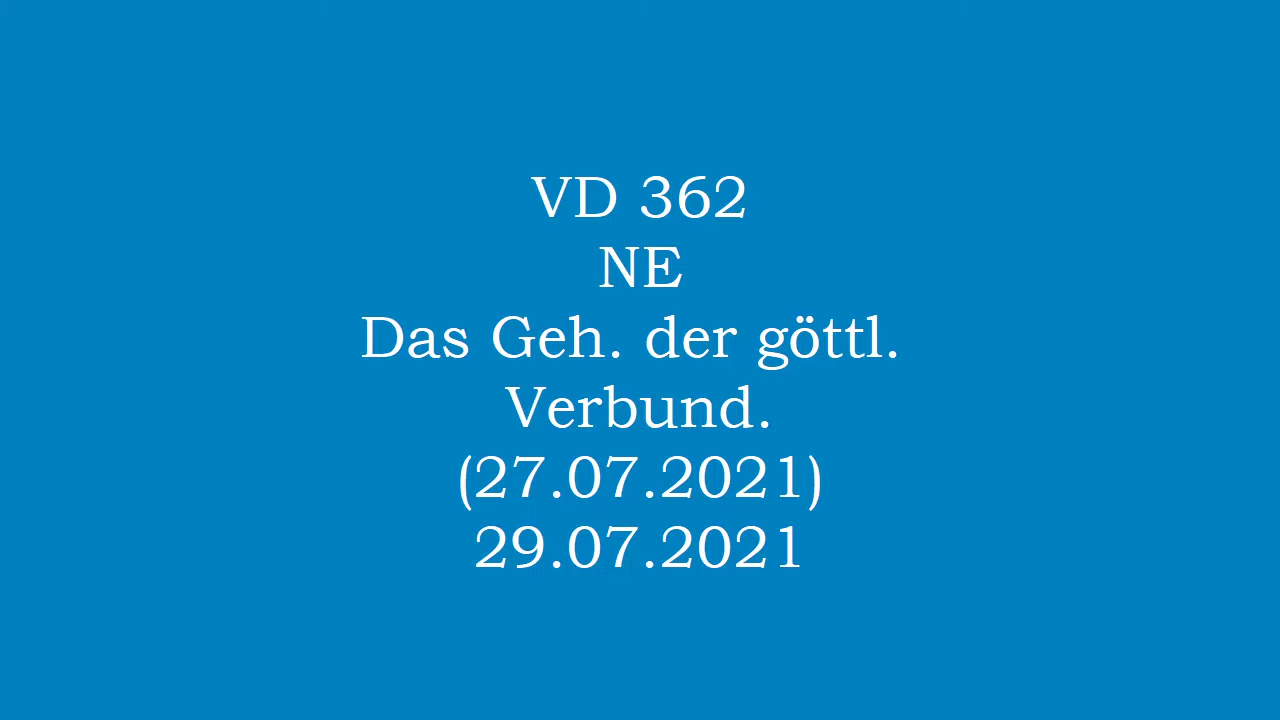 VD 362
NE
Das Geh. der göttl.
Verbund.
(27.07.2021)
29.07.2021